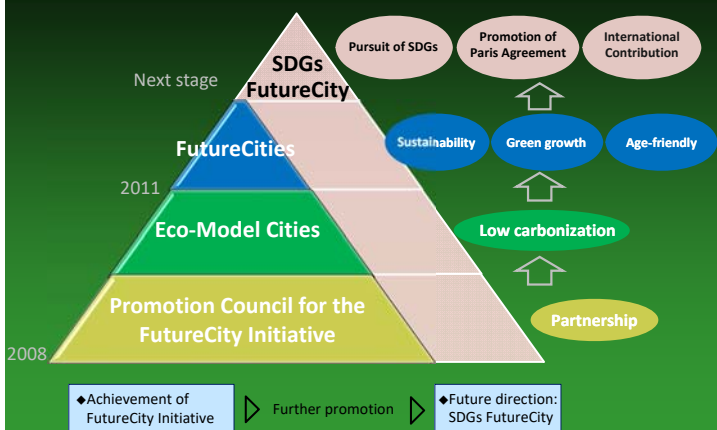 Pursuit of SDGs
Promotion of
Paris Agreement
International
Contribution
SDGs
FutureCity
Next stage
Sustainability
Green growth
Age-friendly
FutureCities
2011
Eco-Model Cities
Low carbonization
Promotion Council for the
FutureCity Initiative
Partnership
2008
◆Achievement of
FutureCity Initiative
Further promotion
◆Future direction:
SDGs FutureCity